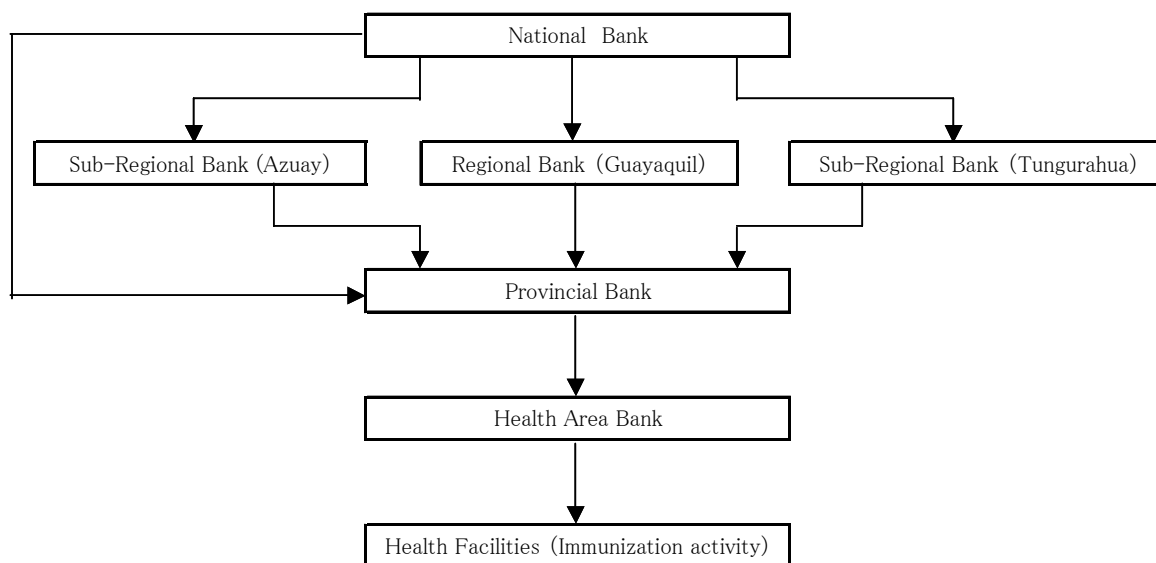 National Bank
Sub-Regional Bank (Azuay)
Regional Bank (Guayaquil)
Sub-Regional Bank (Tungurahua)
Provincial Bank
Health Area Bank
Health Facilities (Immunization activity)